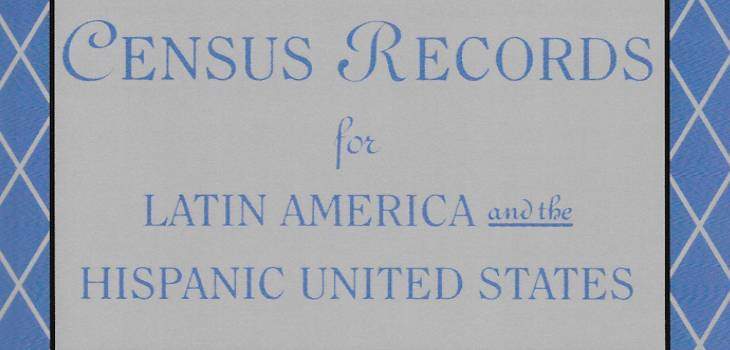 CENSUS RECORDS
for
LATIN AMERICA and the
HISPANIC UNITED STATES